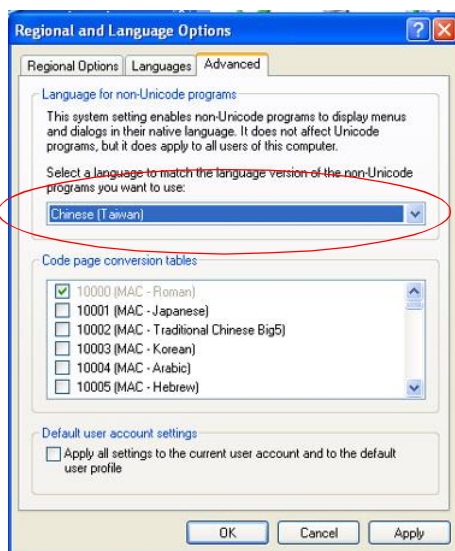 Regional and Language Options
Regional Options Languages Advanced
Language for non-Unicode programs
This system setting enables non-Unicode programs to display menus
and dialogs in their native language. It does not affect Unicode
programs, but it does apply to all users of this computer.
Select a language to match the language version of the non-Unicode
programs you want to use:
Chinese (Taiwan)
Code page conversion tables
10000 (MAC - Roman)
10001 (MAC - Japanese)
10002 (MAC - Traditional Chinese Big5)
10003 (MAC - Korean)
10004 (MAC - Arabic)
10005 (MAC - Hebrew)
Default user account settings
Apply all settings to the current user account and to the default
user profile
OK Cancel Apply